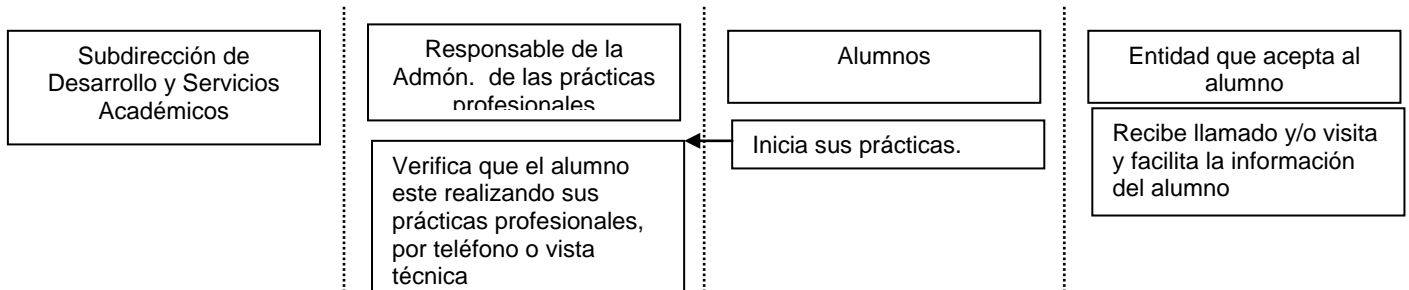 Subdirección de
Desarrollo y Servicios
Académicos
Responsable de la
Admón. de las prácticas
profesionales
Alumnos
Entidad que acepta al
alumno
Verifica que el alumno
este realizando sus
prácticas profesionales,
por teléfono o vista
técnica
Inicia sus prácticas.
Recibe llamado y/o visita
y facilita la información
del alumno